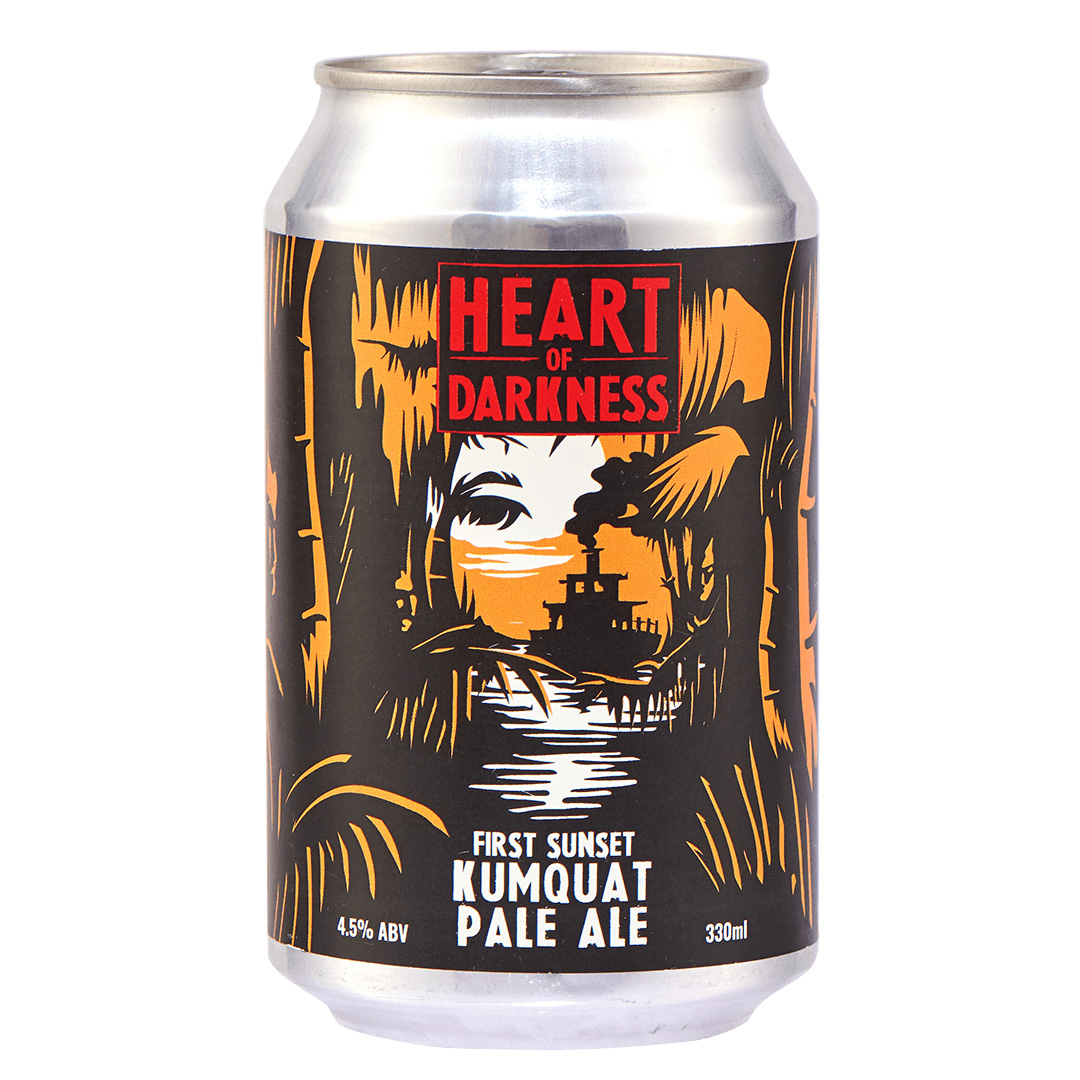 HEART
OF
DARKNESS
FIRST SUNSET
KUMQUAT
PALE ALE
4.5% ABV
330ml